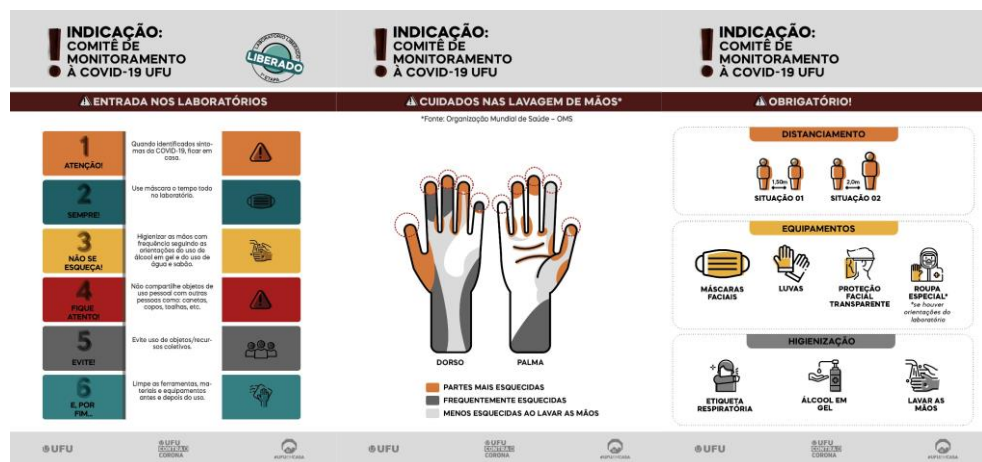 INDICAÇÃO:
COMITÊ DE
MONITORAMENTO
À COVID-19 UFU
LABORATÓRIO LIBERADO
LIBERADO
1ª ETAPA
ENTRADA NOS LABORATÓRIOS
1
ATENÇÃO!
Quando identificados sinto-
mas da COVID-19, ficar em
casa.
2
SEMPRE!
Use máscara o tempo todo
no laboratório.
3
NÃO SE
ESQUEÇA!
Higienizar as mãos com
frequência seguindo as
orientações do uso de
álcool em gel e do uso de
água e sabão.
4
FIQUE
ATENTO!
Não compartilhe objetos de
uso pessoal com outras
pessoas como: canetas,
copos, toalhas, etc.
5
EVITE!
Evite uso de objetos/recur-
sos coletivos.
6
E, POR
FIM...
Limpe as ferramentas, ma-
teriais e equipamentos
antes e depois do uso.
UFU
UFU
CONTRA O
CORONA
#UFUEMCASA
INDICAÇÃO:
COMITÊ DE
MONITORAMENTO
À COVID-19 UFU
CUIDADOS NAS LAVAGEM DE MÃOS*
*Fonte: Organização Mundial de Saúde - OMS
DORSO
PALMA
PARTES MAIS ESQUECIDAS
FREQUENTEMENTE ESQUECIDAS
MENOS ESQUECIDAS AO LAVAR AS MÃOS
UFU
UFU
CONTRA O
CORONA
#UFUEMCASA
INDICAÇÃO:
COMITÊ DE
MONITORAMENTO
À COVID-19 UFU
OBRIGATÓRIO!
DISTANCIAMENTO
1,50m
2,0m
SITUAÇÃO 01
SITUAÇÃO 02
EQUIPAMENTOS
MÁSCARAS
FACIAIS
LUVAS
PROTEÇÃO
FACIAL
TRANSPARENTE
ROUPA
ESPECIAL*
*se houver
orientações do
laboratório
HIGIENIZAÇÃO
ETIQUETA
RESPIRATÓRIA
ÁLCOOL EM
GEL
LAVAR AS
MÃOS
UFU
UFU
CONTRA O
CORONA
#UFUEMCASA